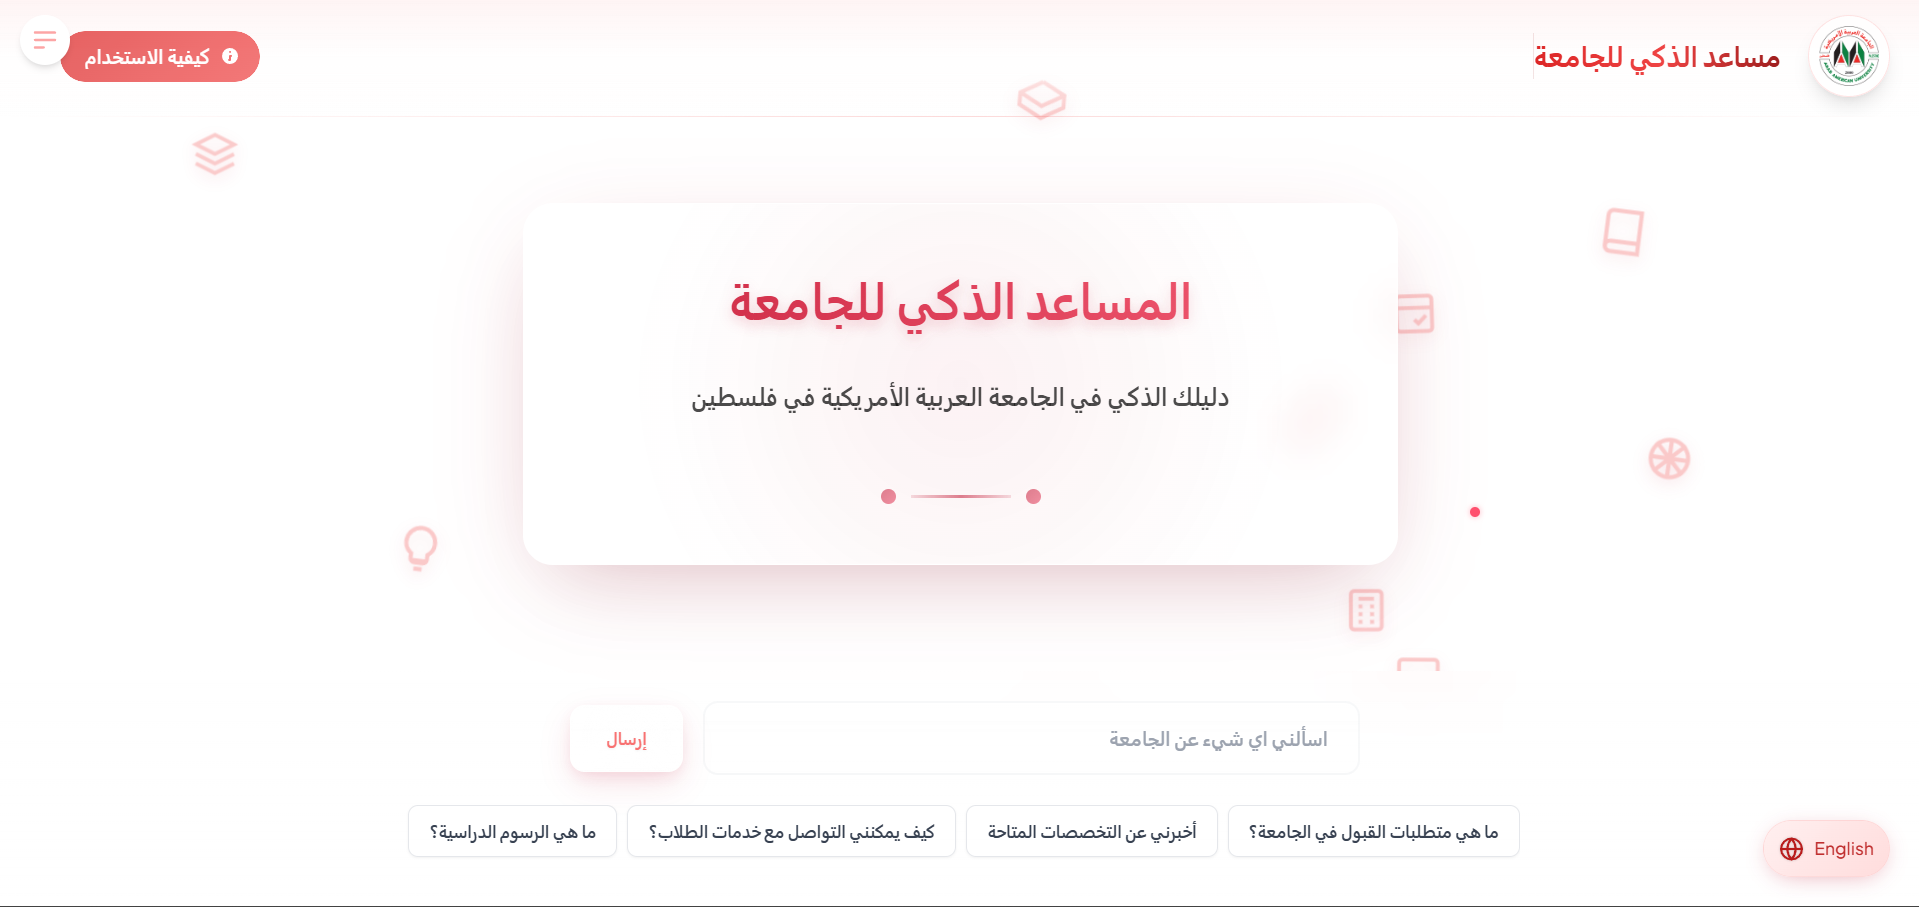 مساعد الذكي للجامعة
كيفية الاستخدام
المساعد الذكي للجامعة
دليلك الذكي في الجامعة العربية الأمريكية في فلسطين
اسألني اي شيء عن الجامعة
إرسال
ما هي متطلبات القبول في الجامعة؟
أخبرني عن التخصصات المتاحة
كيف يمكنني التواصل مع خدمات الطلاب؟
ما هي الرسوم الدراسية؟
English